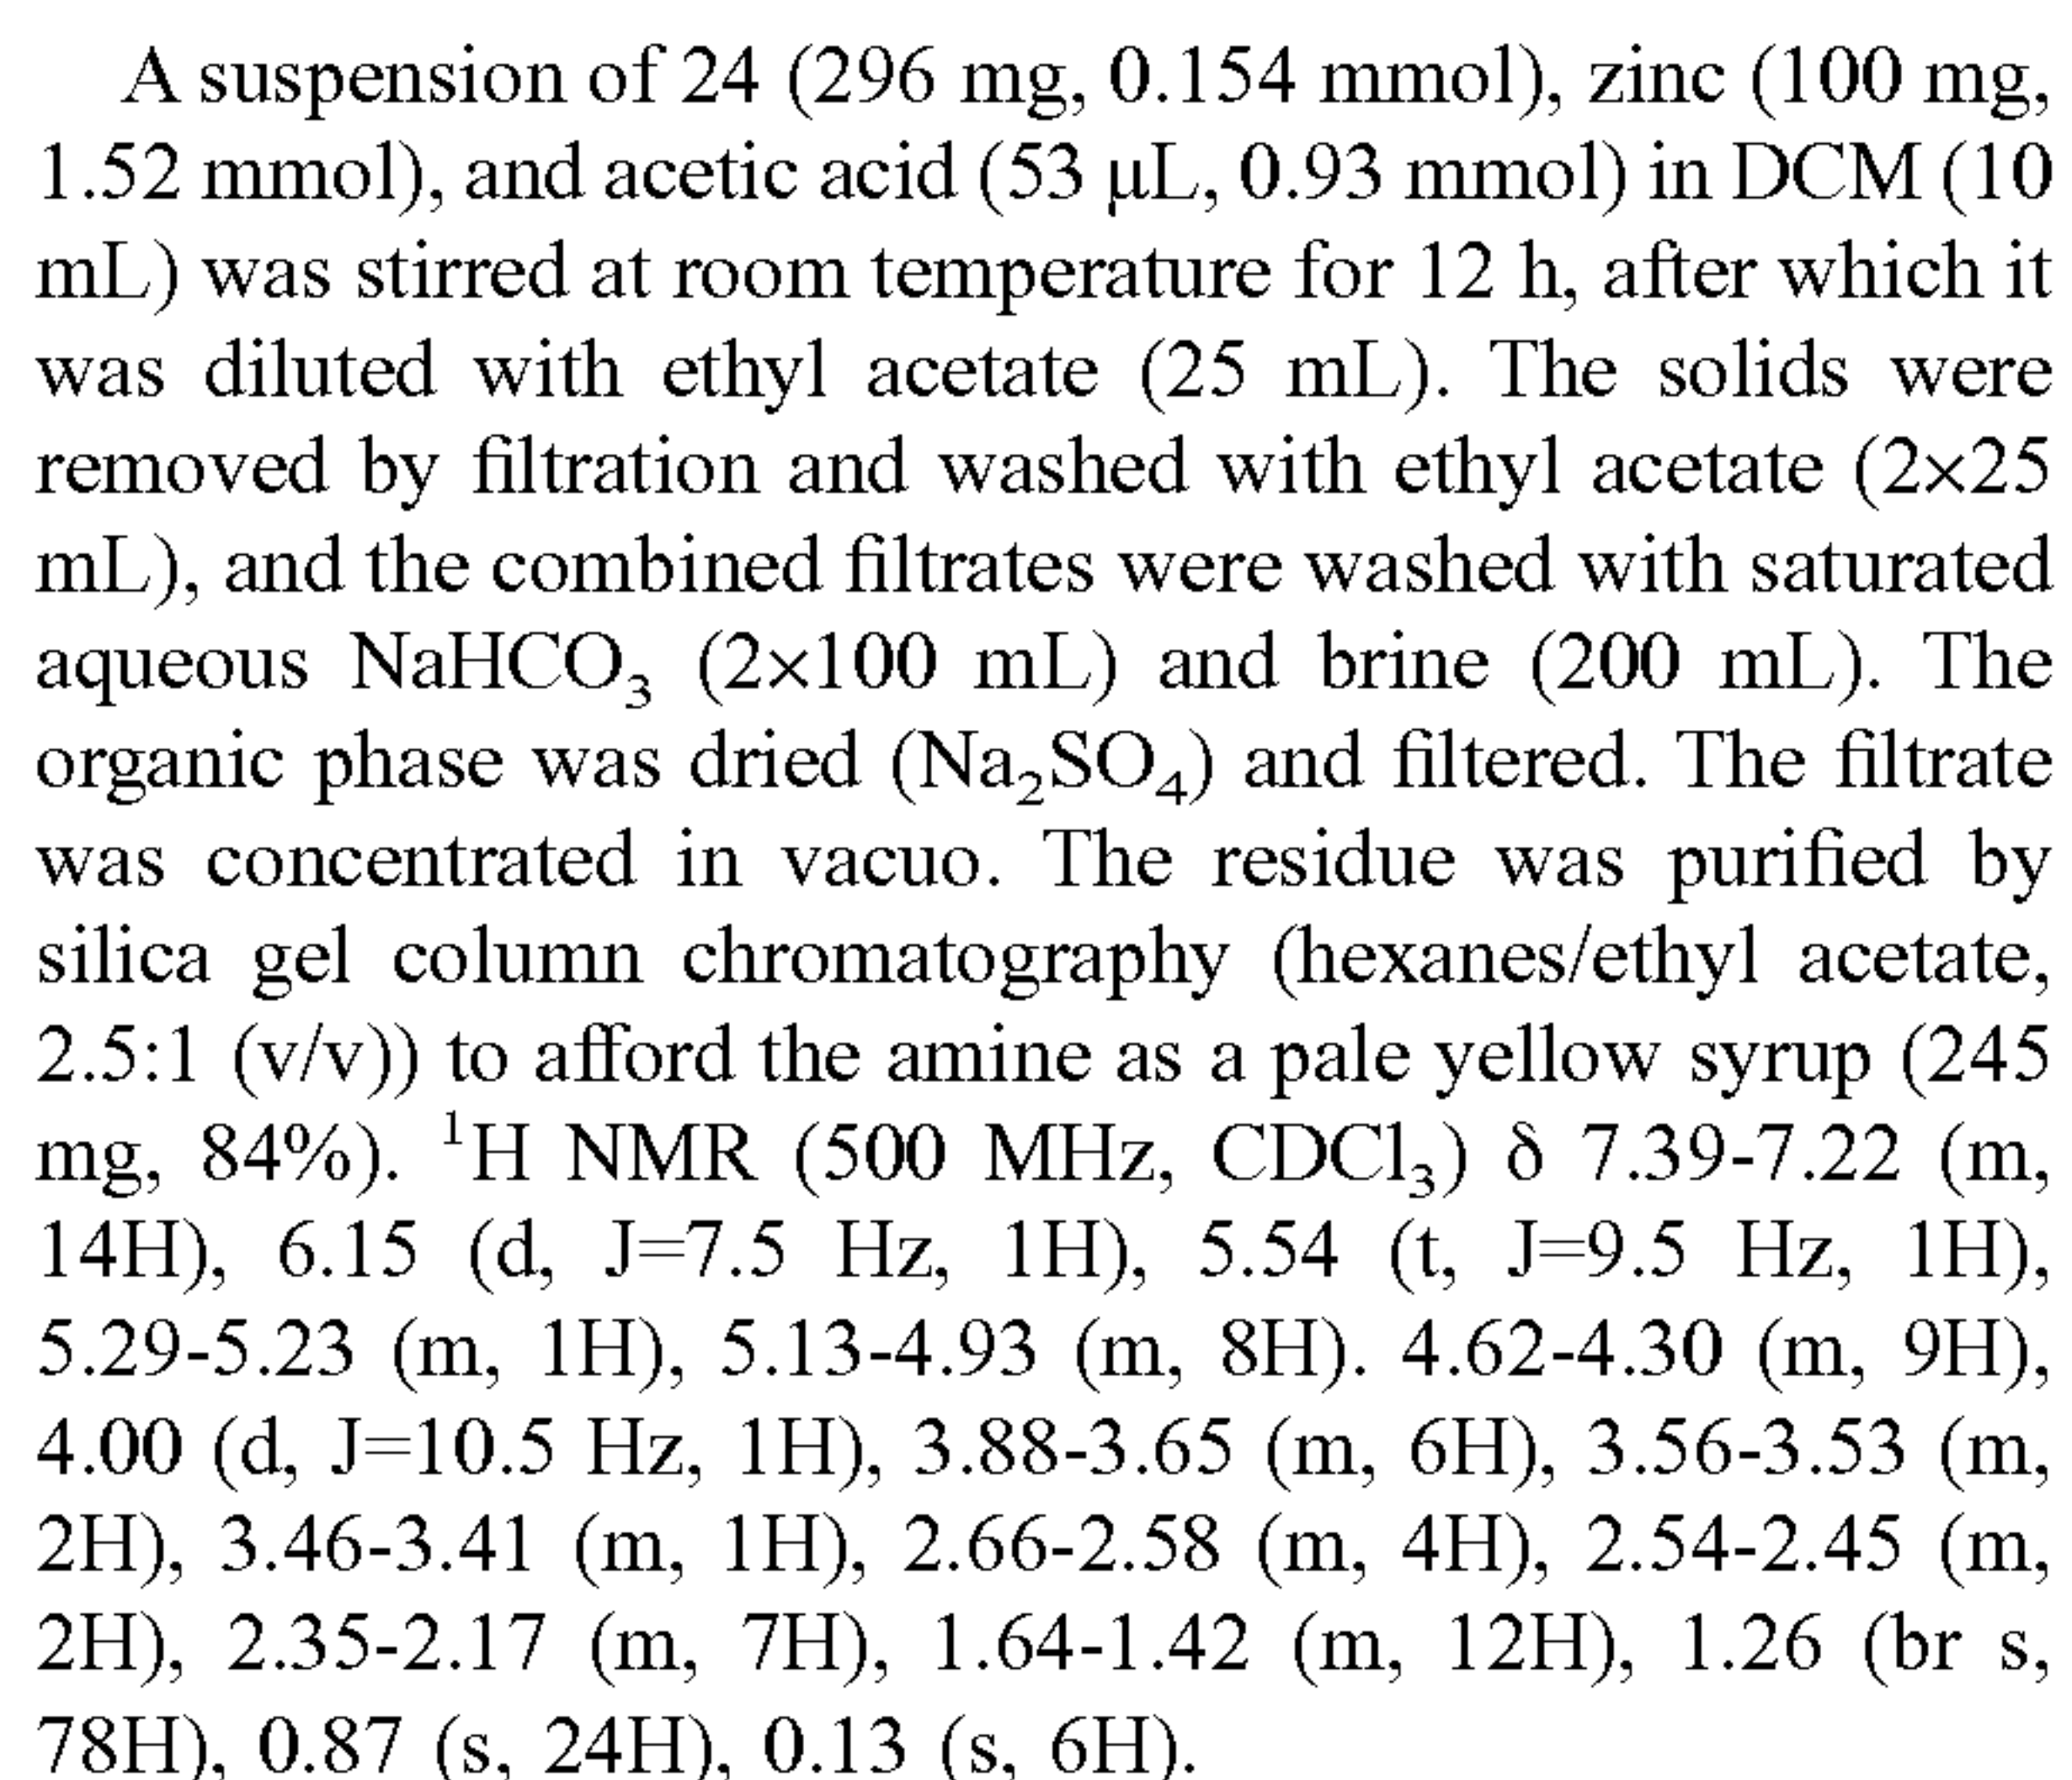 A suspension of 24 (296 mg, 0.154 mmol), zinc (100 mg,
1.52 mmol), and acetic acid (53 μL, 0.93 mmol) in DCM (10
mL) was stirred at room temperature for 12 h, after which it
was diluted with ethyl acetate (25 mL). The solids were
removed by filtration and washed with ethyl acetate (2×25
mL), and the combined filtrates were washed with saturated
aqueous NaHCO₃ (2×100 mL) and brine (200 mL). The
organic phase was dried (Na₂SO₄) and filtered. The filtrate
was concentrated in vacuo. The residue was purified by
silica gel column chromatography (hexanes/ethyl acetate,
2.5:1 (v/v)) to afford the amine as a pale yellow syrup (245
mg, 84%). ¹H NMR (500 MHz, CDCl₃) δ 7.39-7.22 (m,
14H), 6.15 (d, J=7.5 Hz, 1H), 5.54 (t, J=9.5 Hz, 1H),
5.29-5.23 (m, 1H), 5.13-4.93 (m, 8H). 4.62-4.30 (m, 9H),
4.00 (d, J=10.5 Hz, 1H), 3.88-3.65 (m, 6H), 3.56-3.53 (m,
2H), 3.46-3.41 (m, 1H), 2.66-2.58 (m, 4H), 2.54-2.45 (m,
2H), 2.35-2.17 (m, 7H), 1.64-1.42 (m, 12H), 1.26 (br s,
78H), 0.87 (s, 24H), 0.13 (s, 6H).